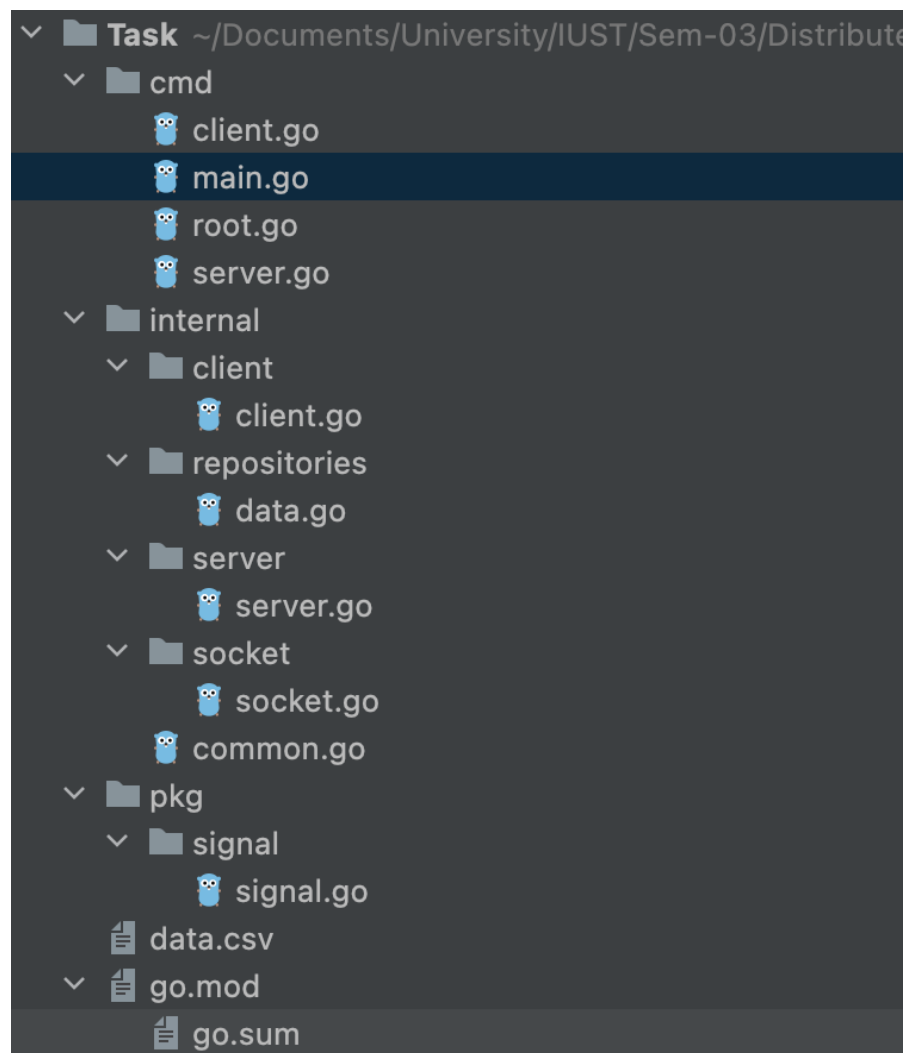 Task ~/Documents/University/IUST/Sem-03/Distribute
cmd
client.go
main.go
root.go
server.go
internal
client
client.go
repositories
data.go
server
server.go
socket
socket.go
common.go
pkg
signal
signal.go
data.csv
go.mod
go.sum